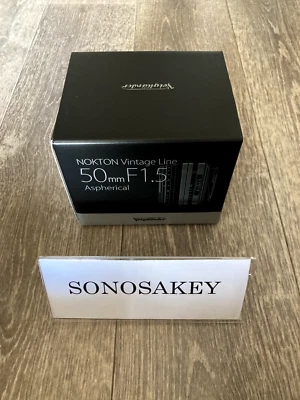 Voigtländer
NOKTON Vintage Line
50mm F1.5
Aspherical
Voigtländer
SONOSAKEY